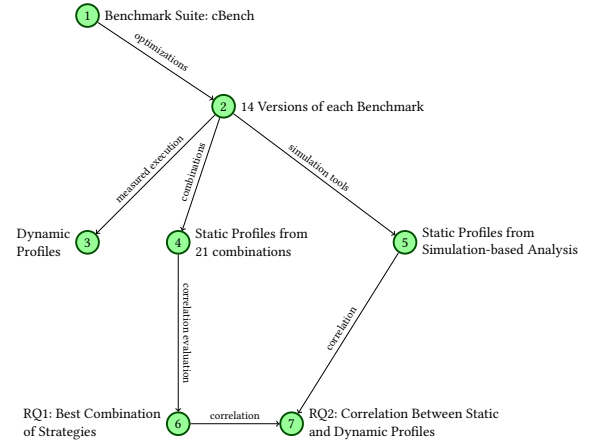 1 Benchmark Suite: cBench
optimizations
2 14 Versions of each Benchmark
measured execution
combinations
simulation tools
Dynamic
Profiles
3
4
Static Profiles from
21 combinations
5
Static Profiles from
Simulation-based Analysis
correlation evaluation
correlation
RQ1: Best Combination
of Strategies
6
correlation
7
RQ2: Correlation Between Static
and Dynamic Profiles